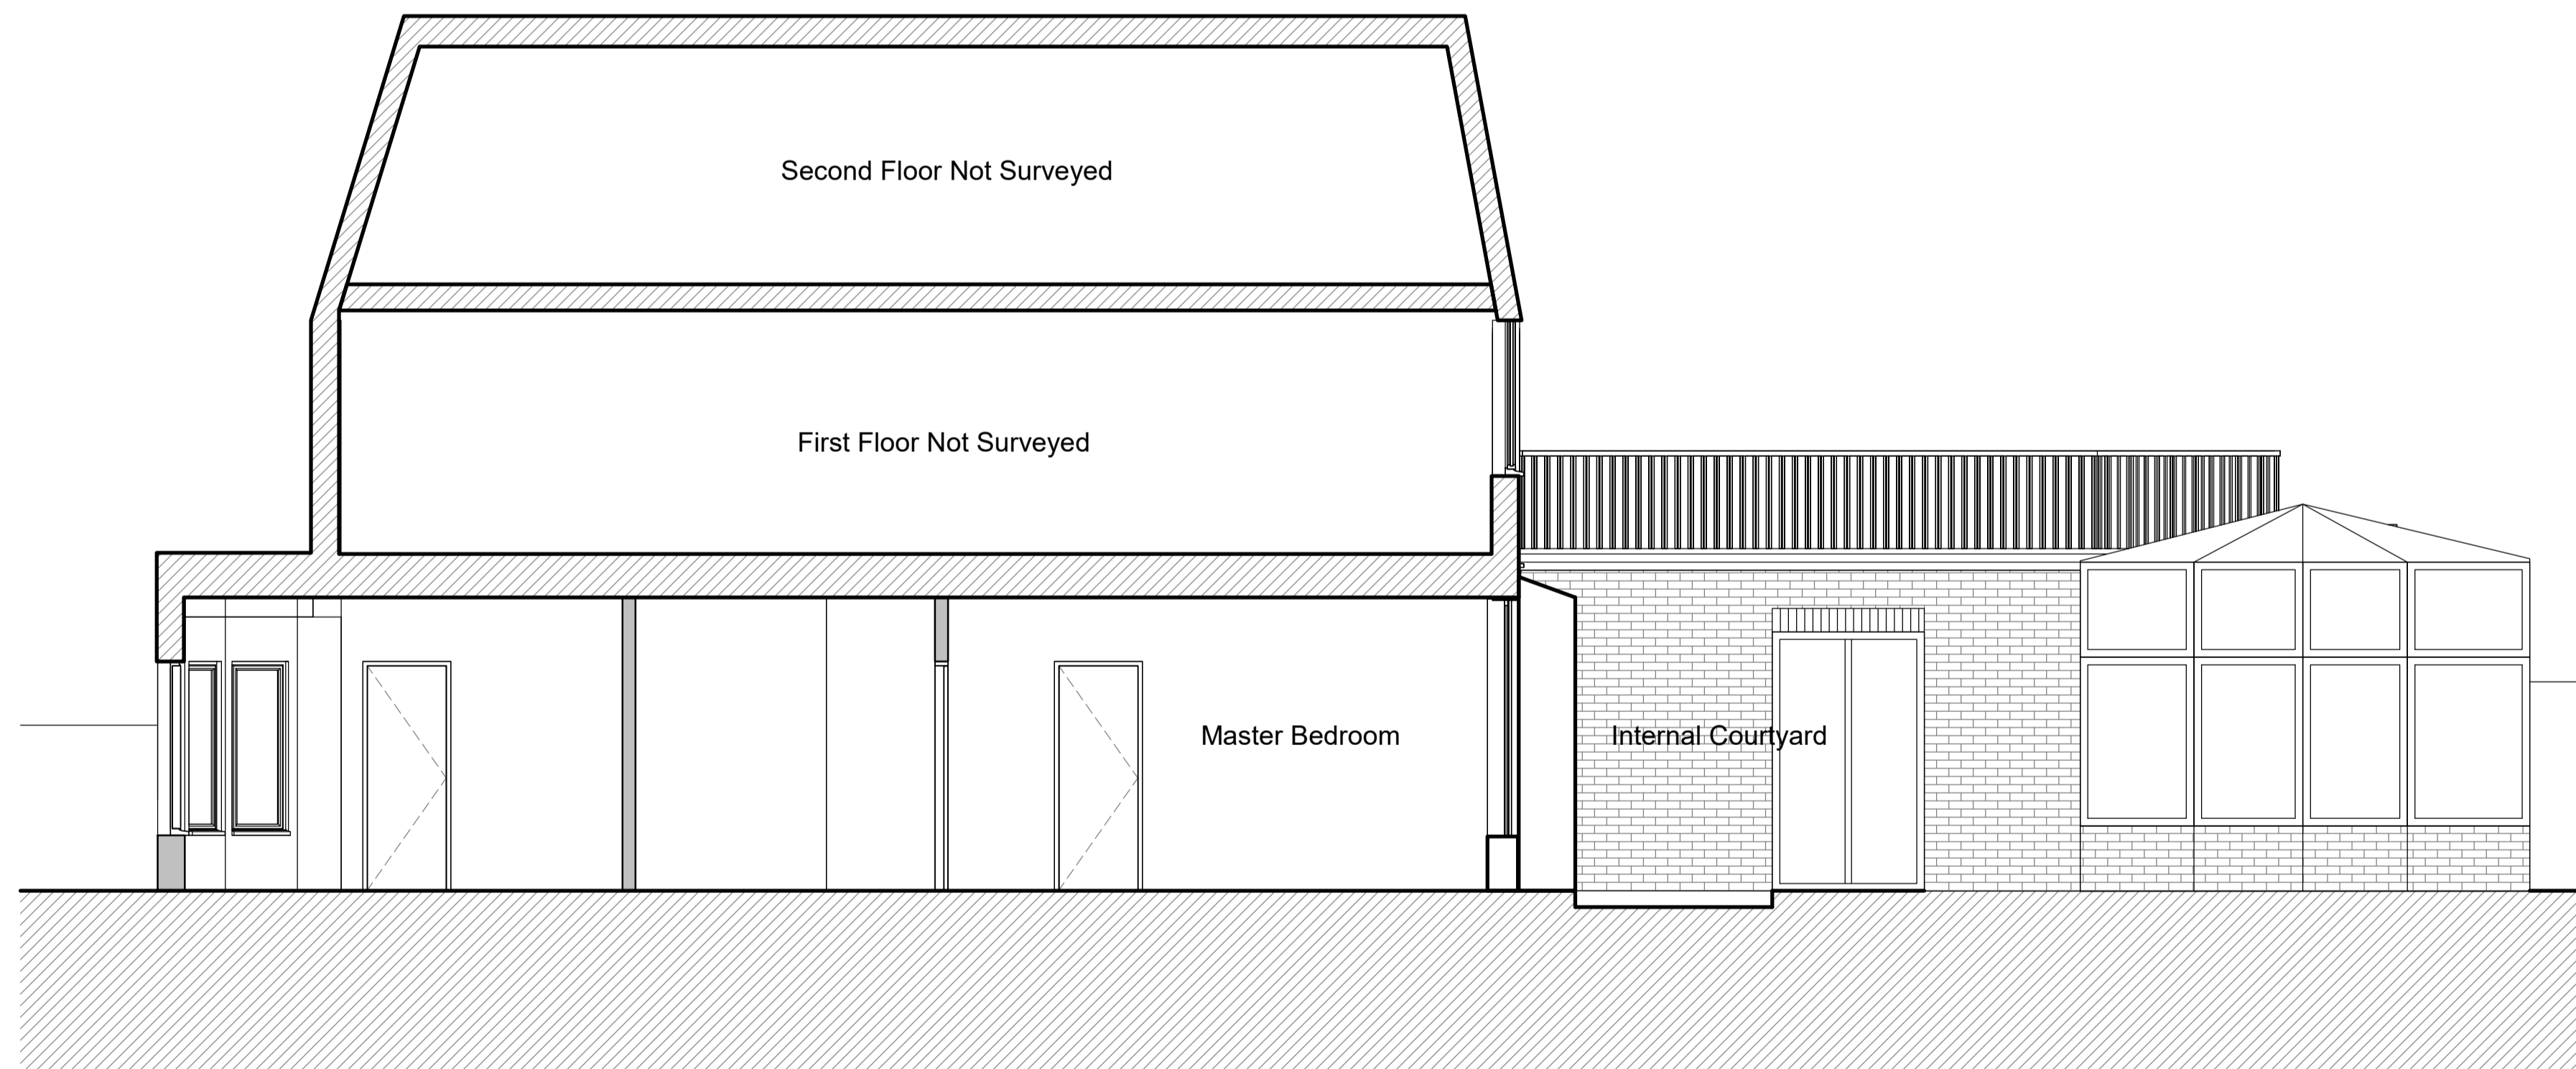 Second Floor Not Surveyed
First Floor Not Surveyed
Master Bedroom
Internal Courtyard